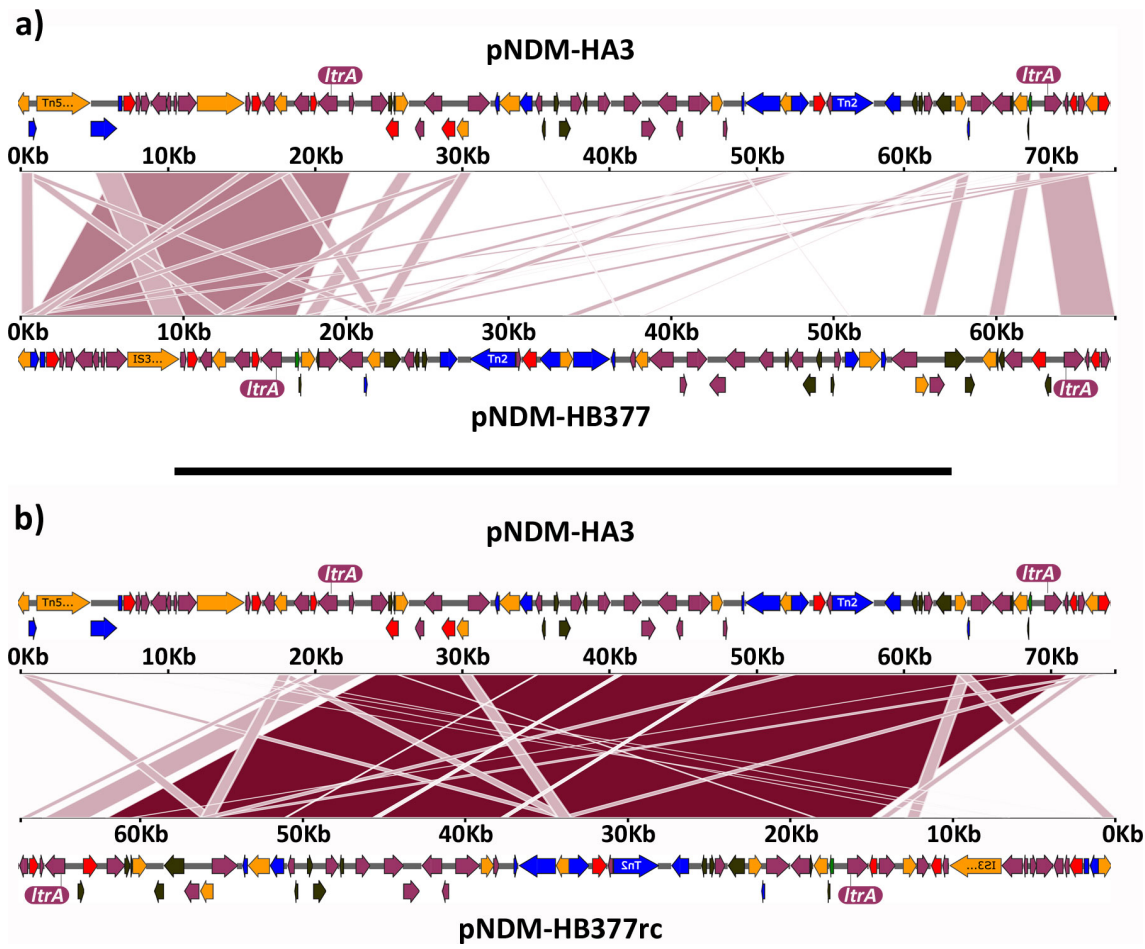 a)
pNDM-HA3
ltrA ltrA
Tn5... Tn2
0Kb 10Kb 20Kb 30Kb 40Kb 50Kb 60Kb 70Kb
0Kb 10Kb 20Kb 30Kb 40Kb 50Kb 60Kb
IS3... Tn2
ltrA ltrA
pNDM-HB377
b)
pNDM-HA3
ltrA ltrA
Tn5... Tn2
0Kb 10Kb 20Kb 30Kb 40Kb 50Kb 60Kb 70Kb
60Kb 50Kb 40Kb 30Kb 20Kb 10Kb 0Kb
Tn2 IS3...
ltrA ltrA
pNDM-HB377rc